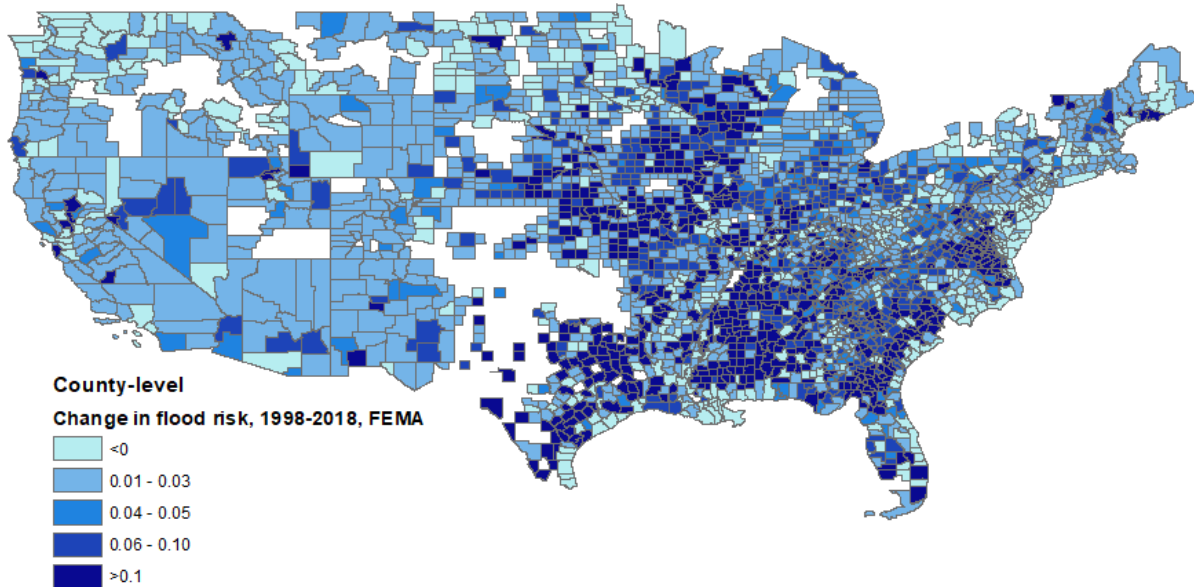 County-level
Change in flood risk, 1998-2018, FEMA
<0
0.01 - 0.03
0.04 - 0.05
0.06 - 0.10
>0.1